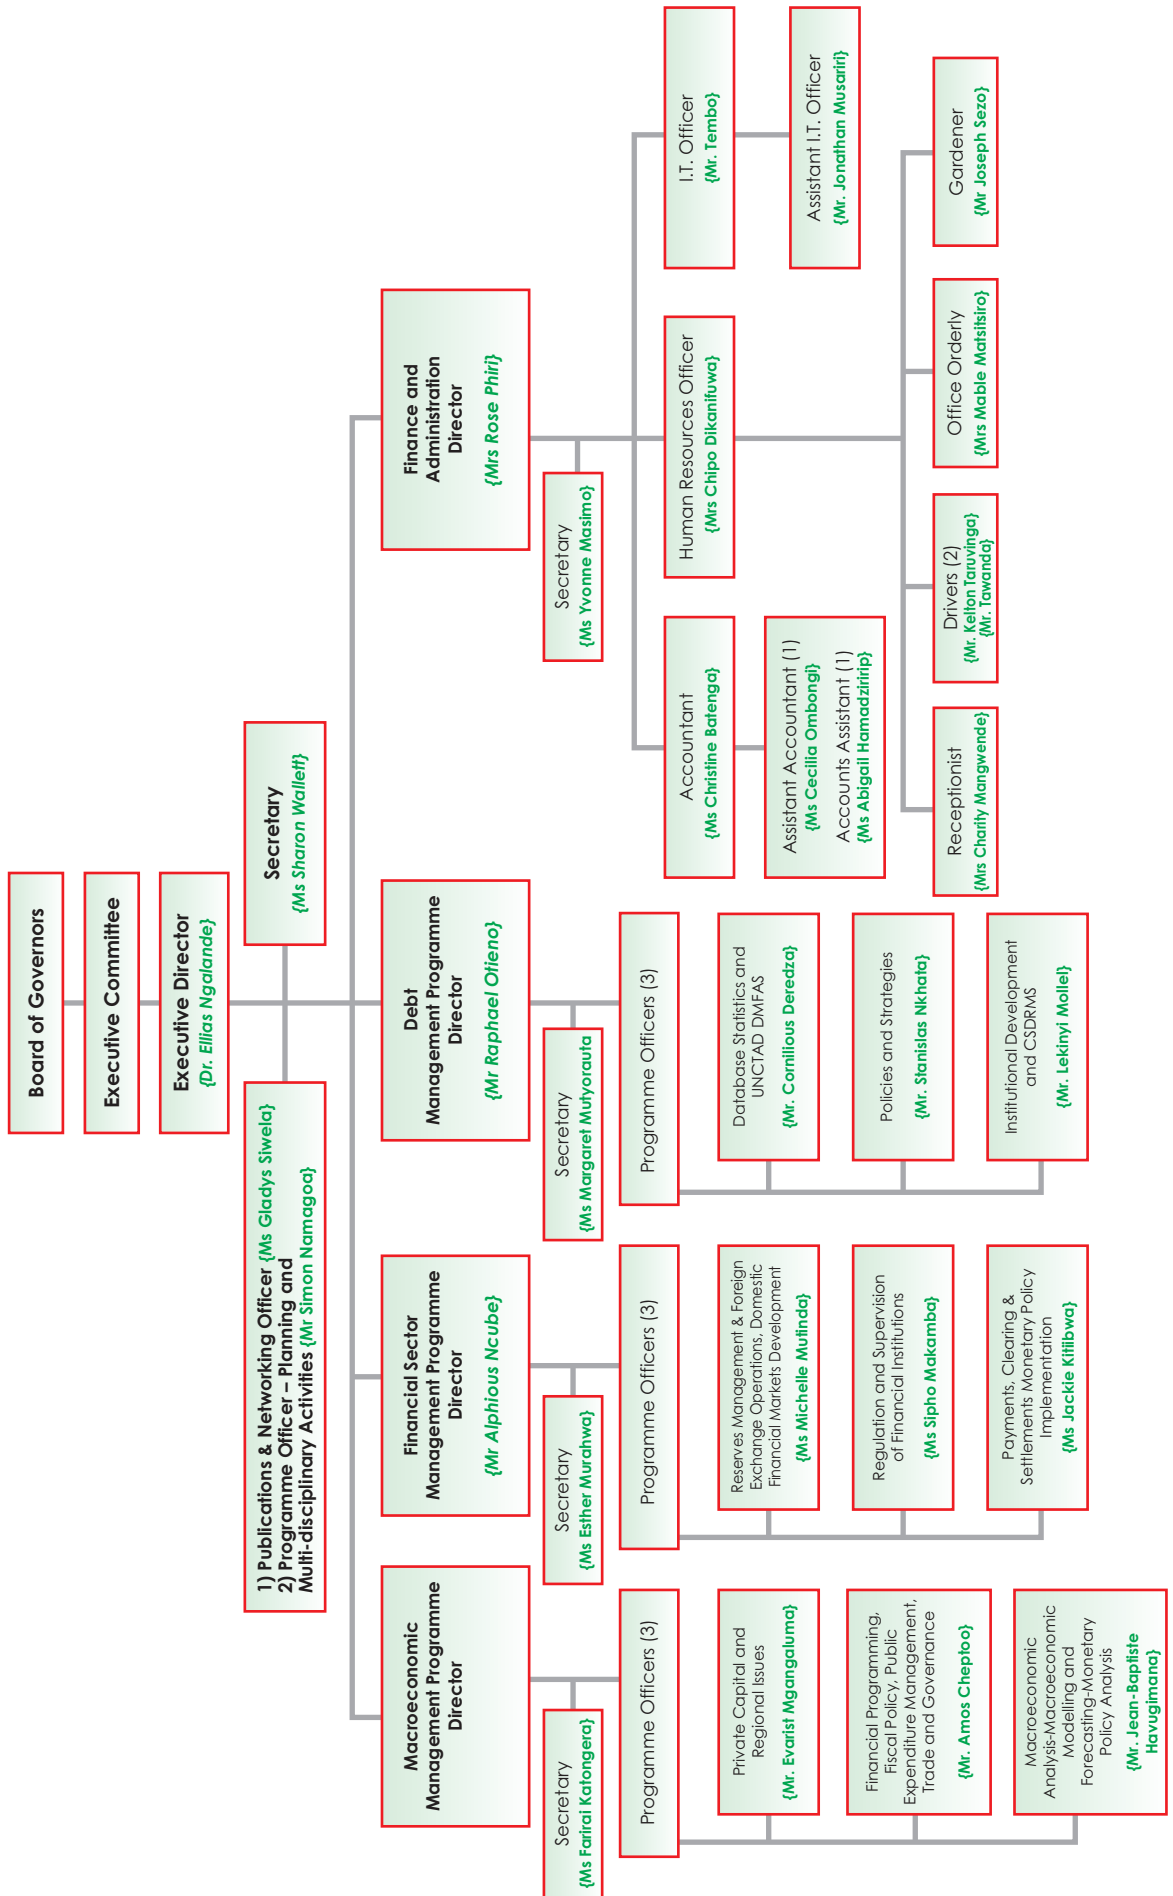 Board of Governors
Executive Committee
Executive Director
{Dr. Ellias Ngalande}
1) Publications & Networking Officer {Ms Gladys Siwela}
2) Programme Officer – Planning and
Multi-disciplinary Activities {Mr Simon Namagoa}
Secretary
{Ms Sharon Wallett}
Macroeconomic
Management Programme
Director
Secretary
{Ms Farirai Katongera}
Programme Officers (3)
Private Capital and
Regional Issues
{Mr. Evarist Mgangaluma}
Financial Programming,
Fiscal Policy, Public
Expenditure Management,
Trade and Governance
{Mr. Amos Cheptoo}
Macroeconomic
Analysis-Macroeconomic
Modelling and
Forecasting-Monetary
Policy Analysis
{Mr. Jean-Baptiste
Havugimana}
Financial Sector
Management Programme
Director
{Mr Alphious Ncube}
Secretary
{Ms Esther Murahwa}
Programme Officers (3)
Reserves Management & Foreign
Exchange Operations, Domestic
Financial Markets Development
{Ms Michelle Mutinda}
Regulation and Supervision
of Financial Institutions
{Ms Sipho Makamba}
Payments, Clearing &
Settlements Monetary Policy
Implementation
{Ms Jackie Kitiibwa}
Debt
Management Programme
Director
{Mr Raphael Otieno}
Secretary
{Ms Margaret Mutyorauta
Programme Officers (3)
Database Statistics and
UNCTAD DMFAS
{Mr. Cornilious Deredza}
Policies and Strategies
{Mr. Stanislas Nkhata}
Institutional Development
and CSDRMS
{Mr. Lekinyi Mollel}
Finance and
Administration
Director
{Mrs Rose Phiri}
Secretary
{Ms Yvonne Masimo}
Accountant
{Ms Christine Batenga}
Assistant Accountant (1)
{Ms Cecilia Ombongi}
Accounts Assistant (1)
{Ms Abigail Hamadziripip}
Human Resources Officer
{Mrs Chipo Dikanifuwa}
I.T. Officer
{Mr. Tembo}
Assistant I.T. Officer
{Mr. Jonathan Musariri}
Receptionist
{Mrs Charity Mangwende}
Drivers (2)
{Mr. Kelton Taruvinga}
{Mr. Tawanda}
Office Orderly
{Mrs Mable Matsitsiro}
Gardener
{Mr Joseph Sezo}